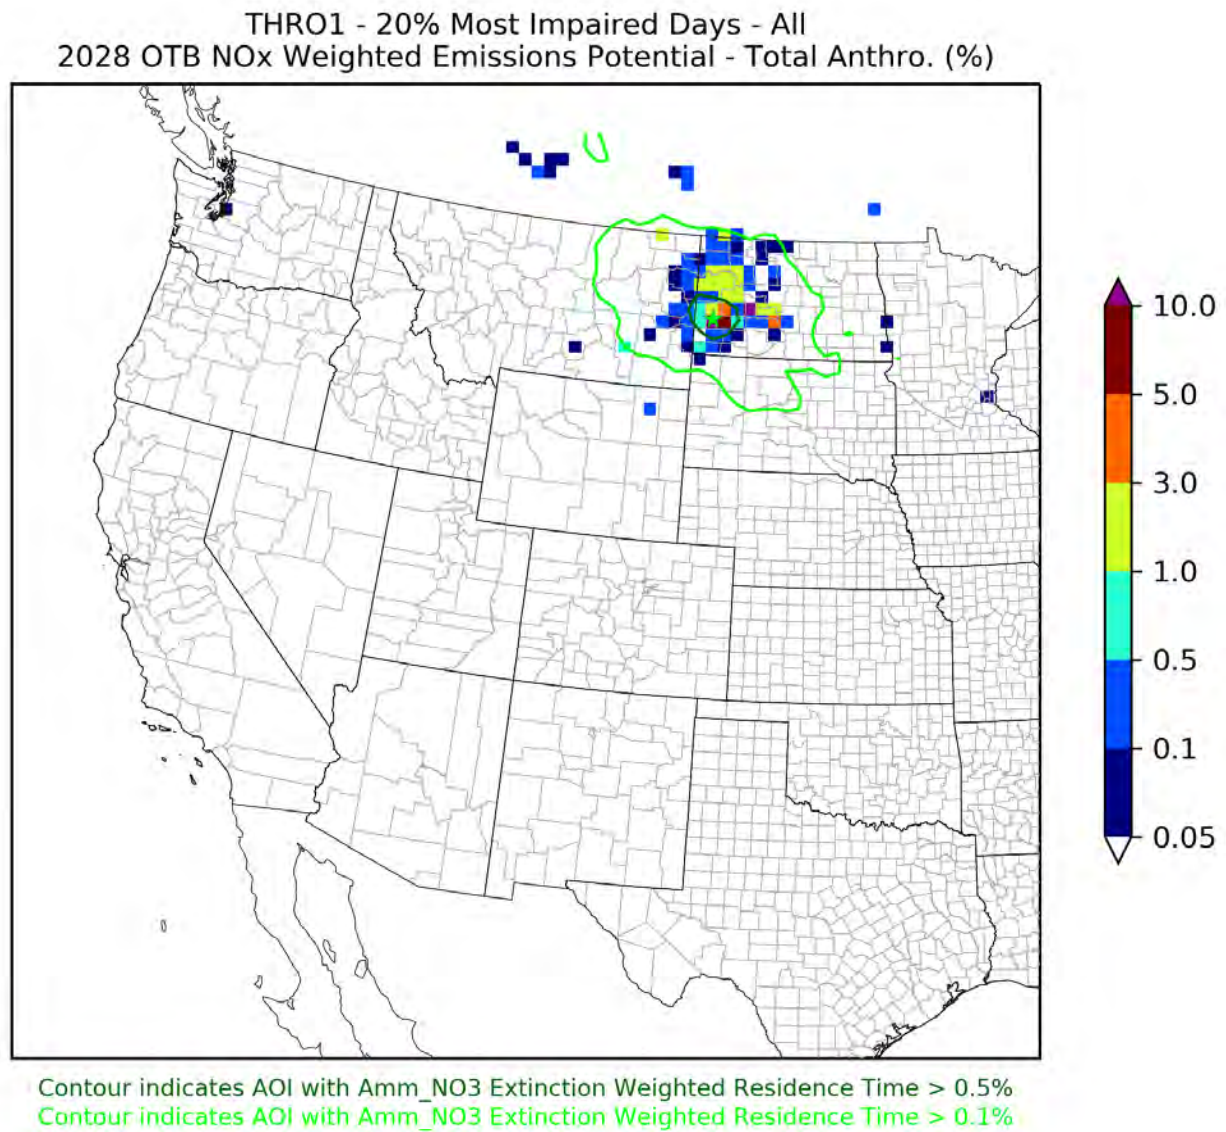 THRO1 - 20% Most Impaired Days - All
2028 OTB NOx Weighted Emissions Potential - Total Anthro. (%)
10.0
5.0
3.0
1.0
0.5
0.1
0.05
Contour indicates AOI with Amm_NO3 Extinction Weighted Residence Time > 0.5%
Contour indicates AOI with Amm_NO3 Extinction Weighted Residence Time > 0.1%